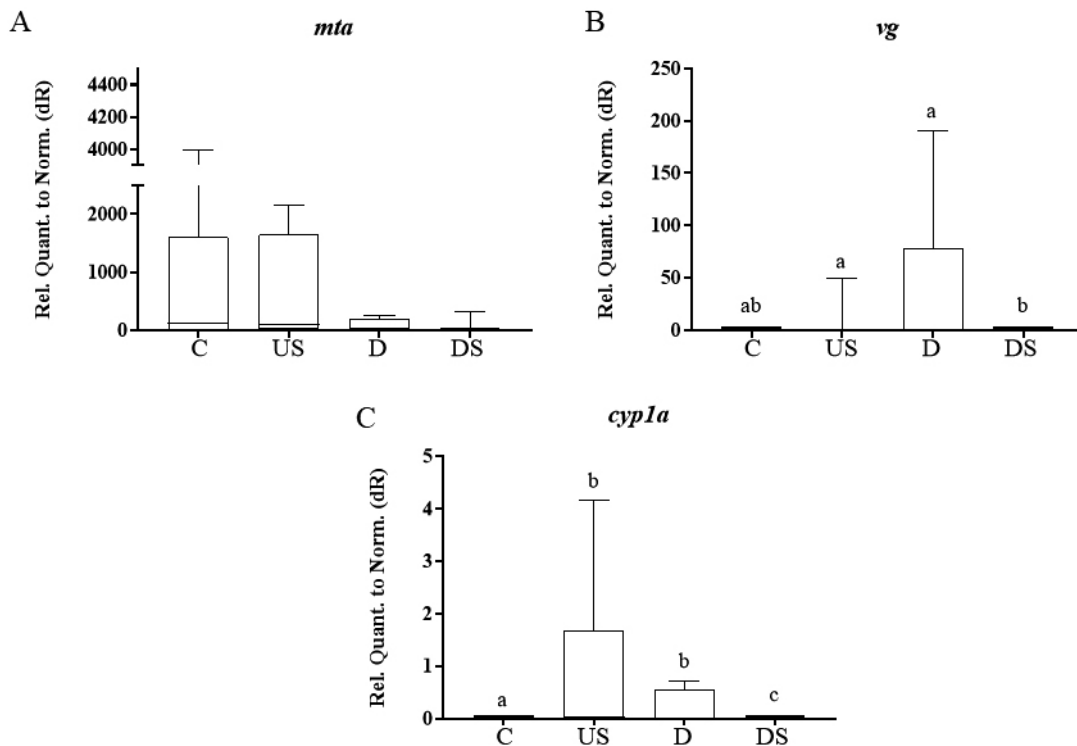 A
mta
Rel. Quant. to Norm. (dR)
4400
4200
4000
2000
1000
0
C US D DS
B
vg
Rel. Quant. to Norm. (dR)
250
200
150
100
50
0
ab a a b
C US D DS
C
cyp1a
Rel. Quant. to Norm. (dR)
5
4
3
2
1
0
a b b c
C US D DS